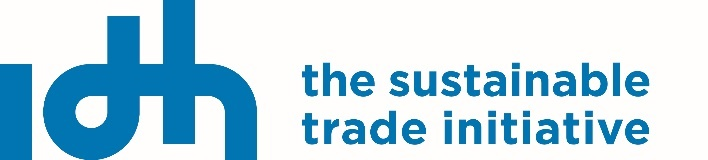 idh
the sustainable
trade initiative